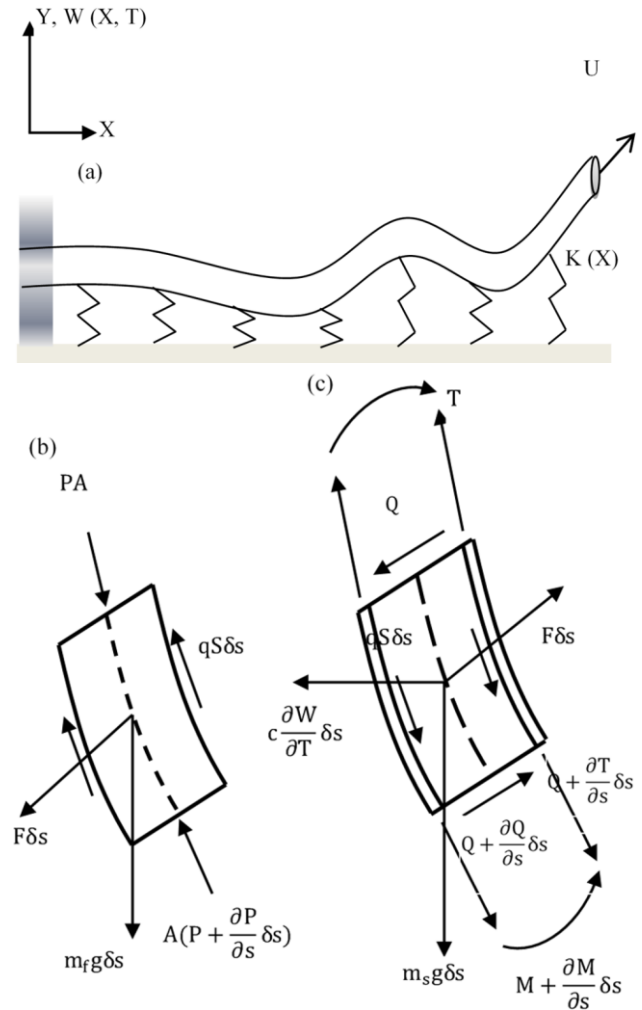 Y, W (X, T)
U
X
(a)
K (X)
(c)
T
(b)
PA
Q
qSδs
qSδs
Fδs
c ∂W/∂T δs
Q + ∂T/∂s δs
Fδs
Q + ∂Q/∂s δs
A(P + ∂P/∂s δs)
m_f gδs
m_s gδs
M + ∂M/∂s δs